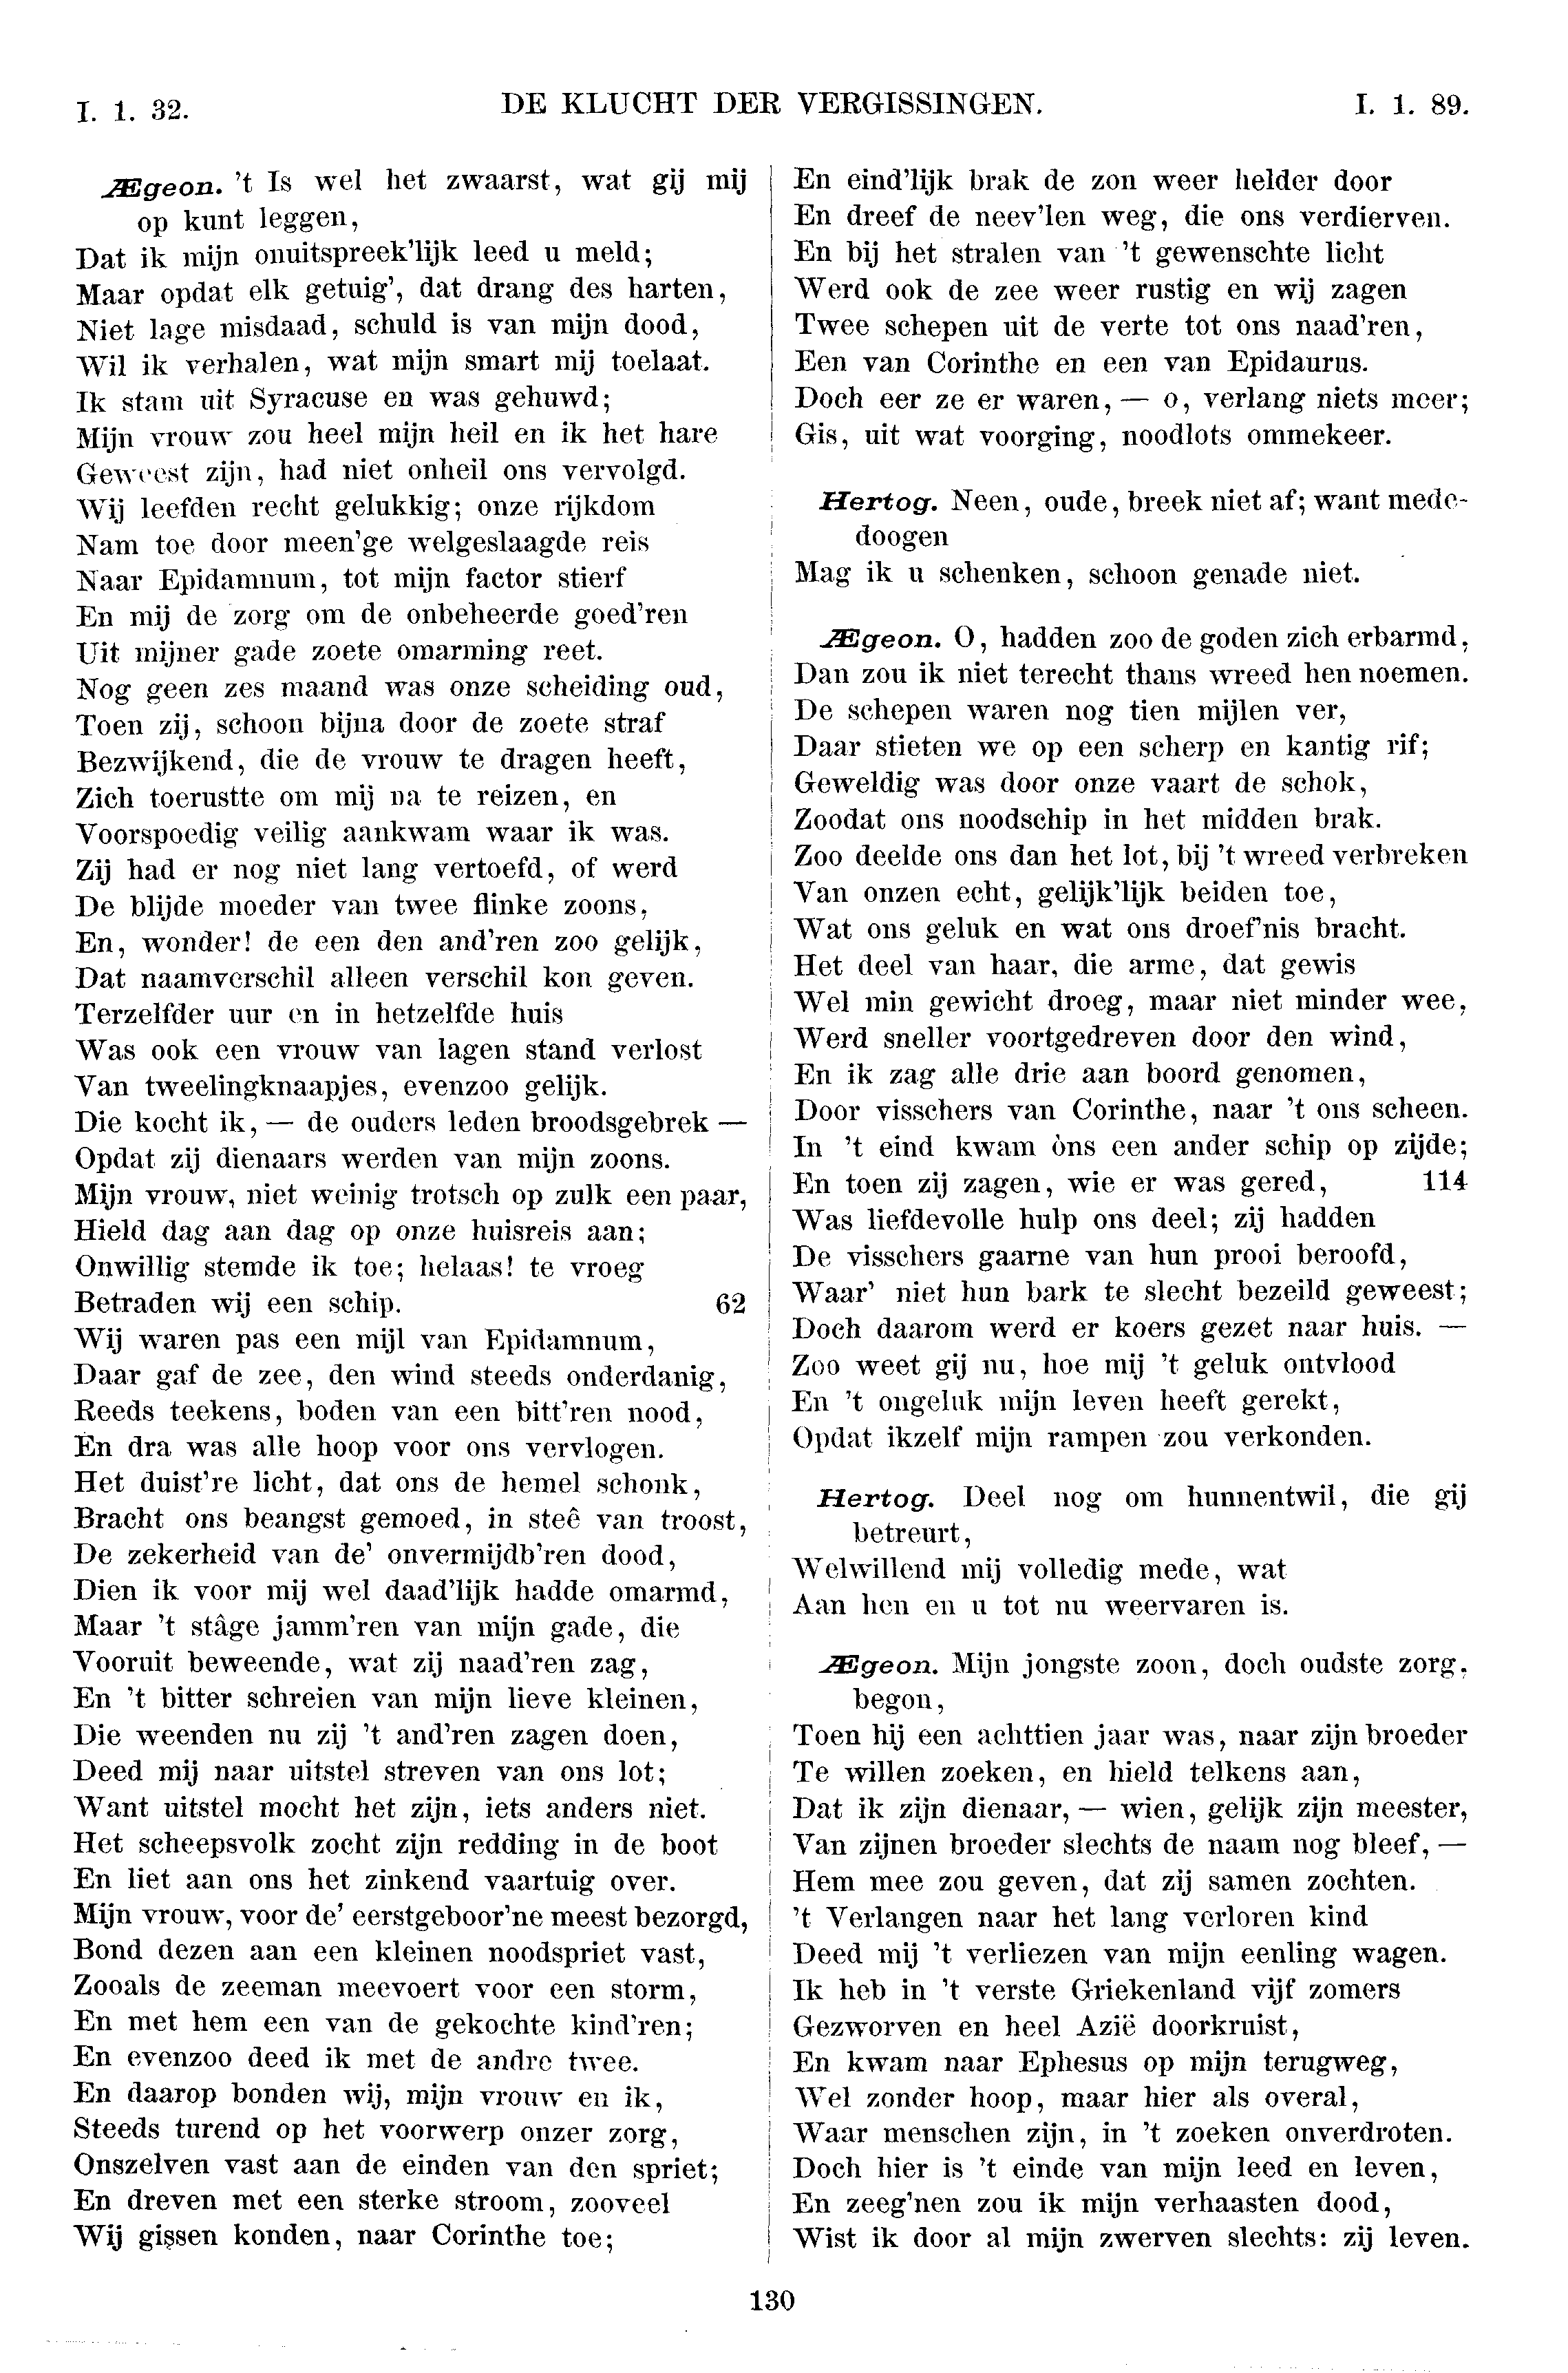 I. 1. 32.
DE KLUCHT DER VERGISSINGEN.
I. 1. 89.
Ægeon. 't Is wel het zwaarst, wat gij mij
op kunt leggen,
Dat ik mijn onuitspreek'lijk leed u meld;
Maar opdat elk getuig', dat drang des harten,
Niet lage misdaad, schuld is van mijn dood,
Wil ik verhalen, wat mijn smart mij toelaat.
Ik stam uit Syracuse en was gehuwd;
Mijn vrouw zou heel mijn heil en ik het hare
Geweest zijn, had niet onheil ons vervolgd.
Wij leefden recht gelukkig; onze rijkdom
Nam toe door meen'ge welgeslaagde reis
Naar Epidamnum, tot mijn factor stierf
En mij de zorg om de onbeheerde goed'ren
Uit mijner gade zoete omarming reet.
Nog geen zes maand was onze scheiding oud,
Toen zij, schoon bijna door de zoete straf
Bezwijkend, die de vrouw te dragen heeft,
Zich toerustte om mij na te reizen, en
Voorspoedig veilig aankwam waar ik was.
Zij had er nog niet lang vertoefd, of werd
De blijde moeder van twee flinke zoons,
En, wonder! de een den and'ren zoo gelijk,
Dat naamverschil alleen verschil kon geven.
Terzelfder uur en in hetzelfde huis
Was ook een vrouw van lagen stand verlost
Van tweelingknaapjes, evenzoo gelijk.
Die kocht ik, — de ouders leden broodsgebrek —
Opdat zij dienaars werden van mijn zoons.
Mijn vrouw, niet weinig trotsch op zulk een paar,
Hield dag aan dag op onze huisreis aan;
Onwillig stemde ik toe; helaas! te vroeg
Betraden wij een schip. 62
Wij waren pas een mijl van Epidamnum,
Daar gaf de zee, den wind steeds onderdanig,
Reeds teekens, boden van een bitt'ren nood,
En dra was alle hoop voor ons vervlogen.
Het duist're licht, dat ons de hemel schonk,
Bracht ons beangst gemoed, in steê van troost,
De zekerheid van de' onvermijdb'ren dood,
Dien ik voor mij wel daad'lijk hadde omarmd,
Maar 't stâge jamm'ren van mijn gade, die
Vooruit beweende, wat zij naad'ren zag,
En 't bitter schreien van mijn lieve kleinen,
Die weenden nu zij 't and'ren zagen doen,
Deed mij naar uitstel streven van ons lot;
Want uitstel mocht het zijn, iets anders niet.
Het scheepsvolk zocht zijn redding in de boot
En liet aan ons het zinkend vaartuig over.
Mijn vrouw, voor de' eerstgeboor'ne meest bezorgd,
Bond dezen aan een kleinen noodspriet vast,
Zooals de zeeman meevoert voor een storm,
En met hem een van de gekochte kind'ren;
En evenzoo deed ik met de andre twee.
En daarop bonden wij, mijn vrouw en ik,
Steeds turend op het voorwerp onzer zorg,
Onszelven vast aan de einden van den spriet;
En dreven met een sterke stroom, zooveel
Wij gissen konden, naar Corinthe toe;
En eind'lijk brak de zon weer helder door
En dreef de neev'len weg, die ons verdierven.
En bij het stralen van 't gewenschte licht
Werd ook de zee weer rustig en wij zagen
Twee schepen uit de verte tot ons naad'ren,
Een van Corinthe en een van Epidaurus.
Doch eer ze er waren, — o, verlang niets meer;
Gis, uit wat voorging, noodlots ommekeer.
Hertog. Neen, oude, breek niet af; want mede-
doogen
Mag ik u schenken, schoon genade niet.
Ægeon. O, hadden zoo de goden zich erbarmd,
Dan zou ik niet terecht thans wreed hen noemen.
De schepen waren nog tien mijlen ver,
Daar stieten we op een scherp en kantig rif;
Geweldig was door onze vaart de schok,
Zoodat ons noodschip in het midden brak.
Zoo deelde ons dan het lot, bij 't wreed verbreken
Van onzen echt, gelijk'lijk beiden toe,
Wat ons geluk en wat ons droef'nis bracht.
Het deel van haar, die arme, dat gewis
Wel min gewicht droeg, maar niet minder wee,
Werd sneller voortgedreven door den wind,
En ik zag alle drie aan boord genomen,
Door visschers van Corinthe, naar 't ons scheen.
In 't eind kwam òns een ander schip op zijde;
En toen zij zagen, wie er was gered, 114
Was liefdevolle hulp ons deel; zij hadden
De visschers gaarne van hun prooi beroofd,
Waar' niet hun bark te slecht bezeild geweest;
Doch daarom werd er koers gezet naar huis. —
Zoo weet gij nu, hoe mij 't geluk ontvlood
En 't ongeluk mijn leven heeft gerekt,
Opdat ikzelf mijn rampen zou verkonden.
Hertog. Deel nog om hunnentwil, die gij
betreurt,
Welwillend mij volledig mede, wat
Aan hen en u tot nu weervaren is.
Ægeon. Mijn jongste zoon, doch oudste zorg,
begon,
Toen hij een achttien jaar was, naar zijn broeder
Te willen zoeken, en hield telkens aan,
Dat ik zijn dienaar, — wien, gelijk zijn meester,
Van zijnen broeder slechts de naam nog bleef, —
Hem mee zou geven, dat zij samen zochten.
't Verlangen naar het lang verloren kind
Deed mij 't verliezen van mijn eenling wagen.
Ik heb in 't verste Griekenland vijf zomers
Gezworven en heel Azië doorkruist,
En kwam naar Ephesus op mijn terugweg,
Wel zonder hoop, maar hier als overal,
Waar menschen zijn, in 't zoeken onverdroten.
Doch hier is 't einde van mijn leed en leven,
En zeeg'nen zou ik mijn verhaasten dood,
Wist ik door al mijn zwerven slechts: zij leven.
130